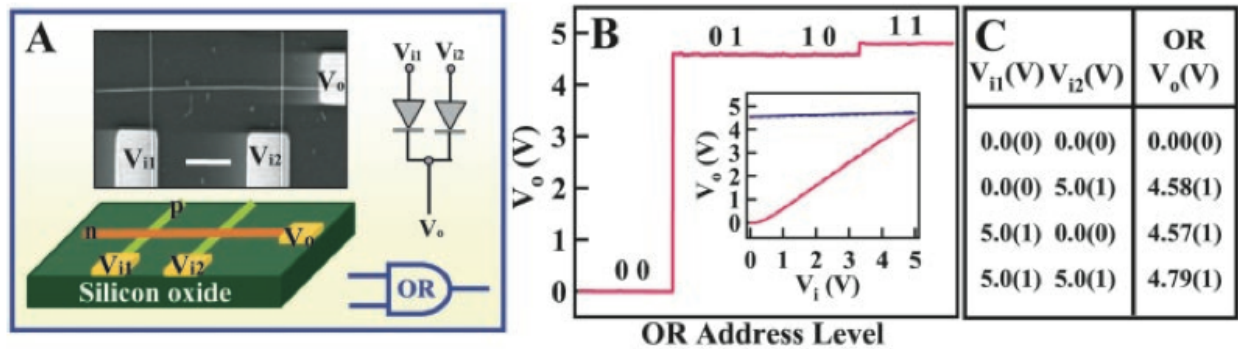 A
Vi1 Vi2
Vo
Vi1 Vi2
Vo
p
n
Vo
Vi1 Vi2
Silicon oxide
OR
B
5
4
3
2
1
0
Vo (V)
0 0
0 1
1 0
1 1
5
4
3
2
1
0
Vo (V)
0 1 2 3 4 5
Vi (V)
OR Address Level
C
OR
Vi1(V) Vi2(V) Vo(V)
0.0(0) 0.0(0) 0.00(0)
0.0(0) 5.0(1) 4.58(1)
5.0(1) 0.0(0) 4.57(1)
5.0(1) 5.0(1) 4.79(1)